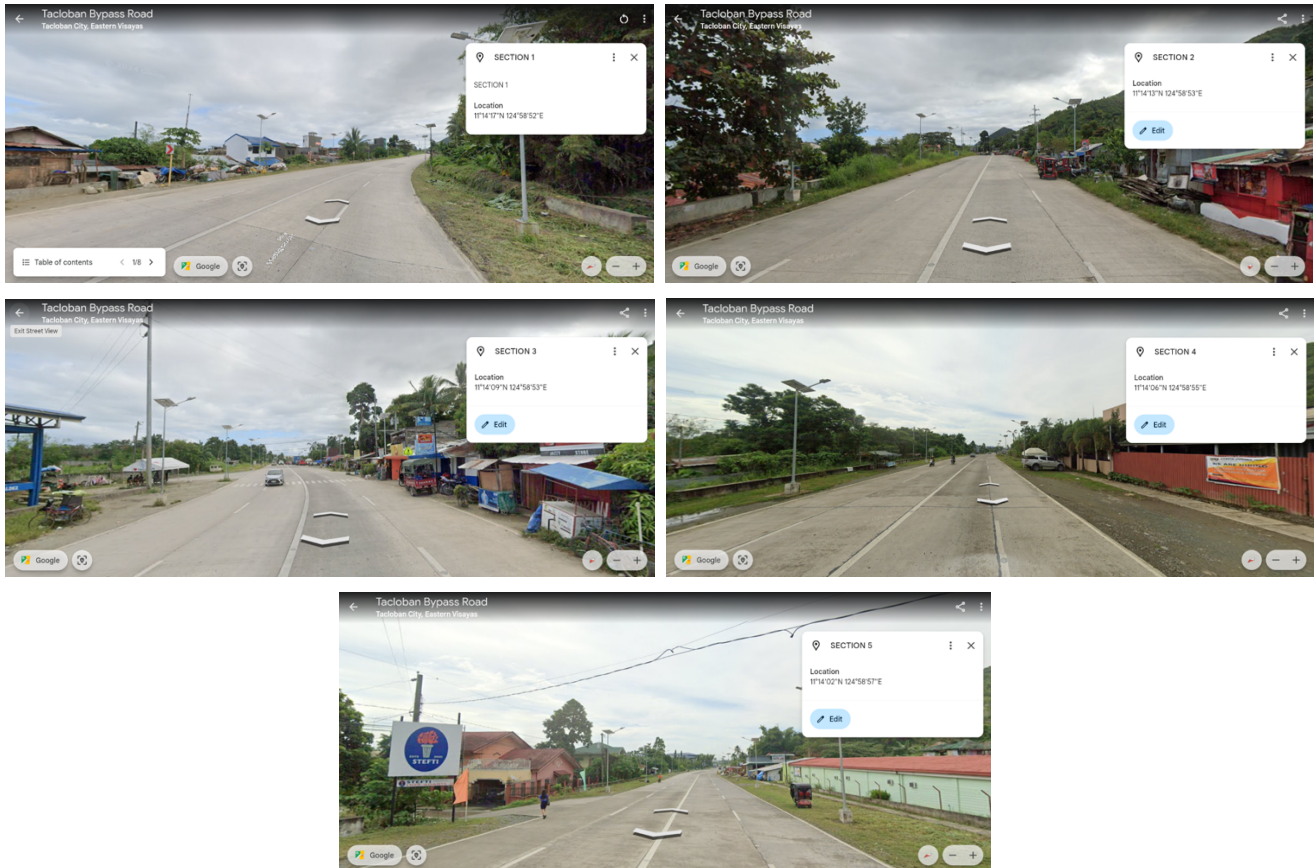 Tacloban Bypass Road
Tacloban City, Eastern Visayas
SECTION 1
SECTION 1
Location
11°14'17"N 124°58'52"E
Table of contents
1/8
Google
Tacloban Bypass Road
Tacloban City, Eastern Visayas
SECTION 2
Location
11°14'13"N 124°58'53"E
Edit
Google
Tacloban Bypass Road
Tacloban City, Eastern Visayas
Exit Street View
SECTION 3
Location
11°14'09"N 124°58'53"E
Edit
STORE
Google
Tacloban Bypass Road
Tacloban City, Eastern Visayas
SECTION 4
Location
11°14'06"N 124°58'55"E
Edit
Google
Tacloban Bypass Road
Tacloban City, Eastern Visayas
SECTION 5
Location
11°14'02"N 124°58'57"E
Edit
STEFTI
STEFTI
Google